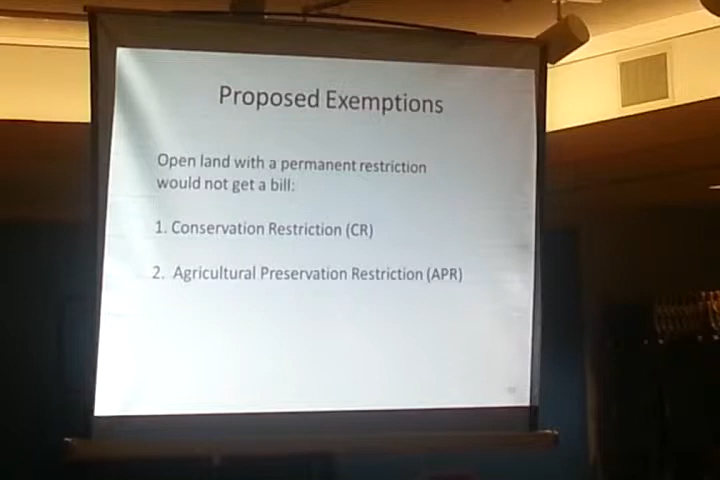 Proposed Exemptions
Open land with a permanent restriction
would not get a bill:
1. Conservation Restriction (CR)
2. Agricultural Preservation Restriction (APR)